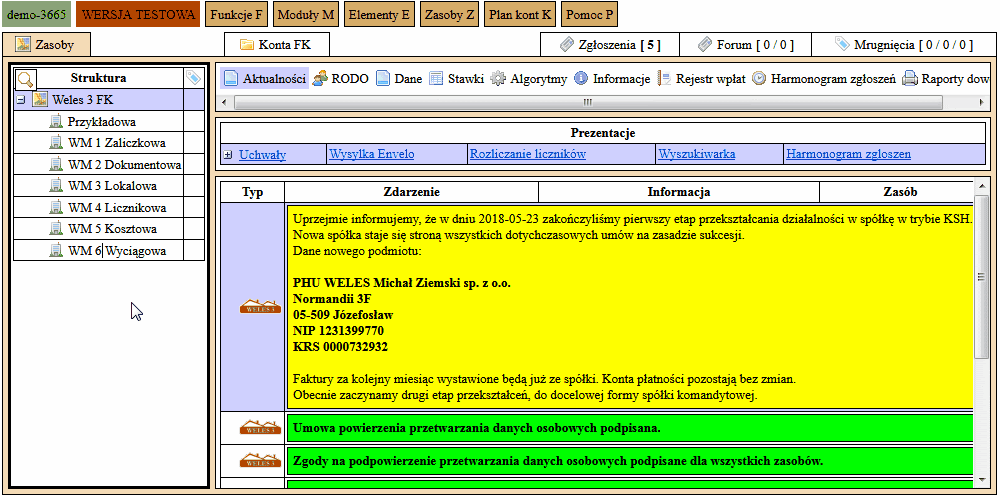 demo-3665 WERSJA TESTOWA Funkcje F Moduły M Elementy E Zasoby Z Plan kont K Pomoc P
Zasoby Konta FK Zgłoszenia [ 5 ] Forum [ 0 / 0 ] Mrugnięcia [ 0 / 0 / 0 ]
Struktura
Weles 3 FK
Przykładowa
WM 1 Zaliczkowa
WM 2 Dokumentowa
WM 3 Lokalowa
WM 4 Licznikowa
WM 5 Kosztowa
WM 6 Wyciągowa
Aktualności RODO Dane Stawki Algorytmy Informacje Rejestr wpłat Harmonogram zgłoszeń Raporty dow
Prezentacje
Uchwały Wysylka Envelo Rozliczanie liczników Wyszukiwarka Harmonogram zgloszen
Typ Zdarzenie Informacja Zasób
Uprzejmie informujemy, że w dniu 2018-05-23 zakończyliśmy pierwszy etap przekształcania działalności w spółkę w trybie KSH.
Nowa spółka staje się stroną wszystkich dotychczasowych umów na zasadzie sukcesji.
Dane nowego podmiotu:
PHU WELES Michał Ziemski sp. z o.o.
Normandii 3F
05-509 Józefosław
NIP 1231399770
KRS 0000732932
WELES 3
Faktury za kolejny miesiąc wystawione będą już ze spółki. Konta płatności pozostają bez zmian.
Obecnie zaczynamy drugi etap przekształceń, do docelowej formy spółki komandytowej.
WELES 3 Umowa powierzenia przetwarzania danych osobowych podpisana.
WELES 3 Zgody na podpowierzenie przetwarzania danych osobowych podpisane dla wszystkich zasobów.